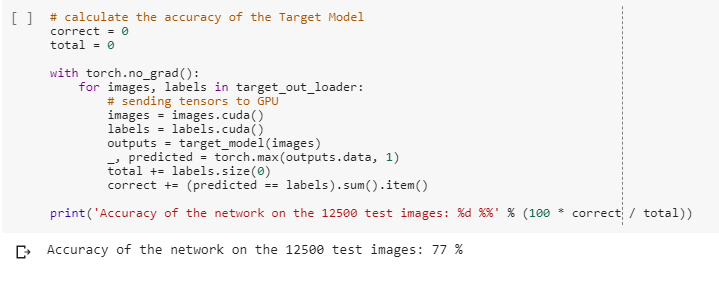 [ ] # calculate the accuracy of the Target Model
correct = 0
total = 0
with torch.no_grad():
for images, labels in target_out_loader:
# sending tensors to GPU
images = images.cuda()
labels = labels.cuda()
outputs = target_model(images)
_, predicted = torch.max(outputs.data, 1)
total += labels.size(0)
correct += (predicted == labels).sum().item()
print('Accuracy of the network on the 12500 test images: %d %%' % (100 * correct / total))
Accuracy of the network on the 12500 test images: 77 %